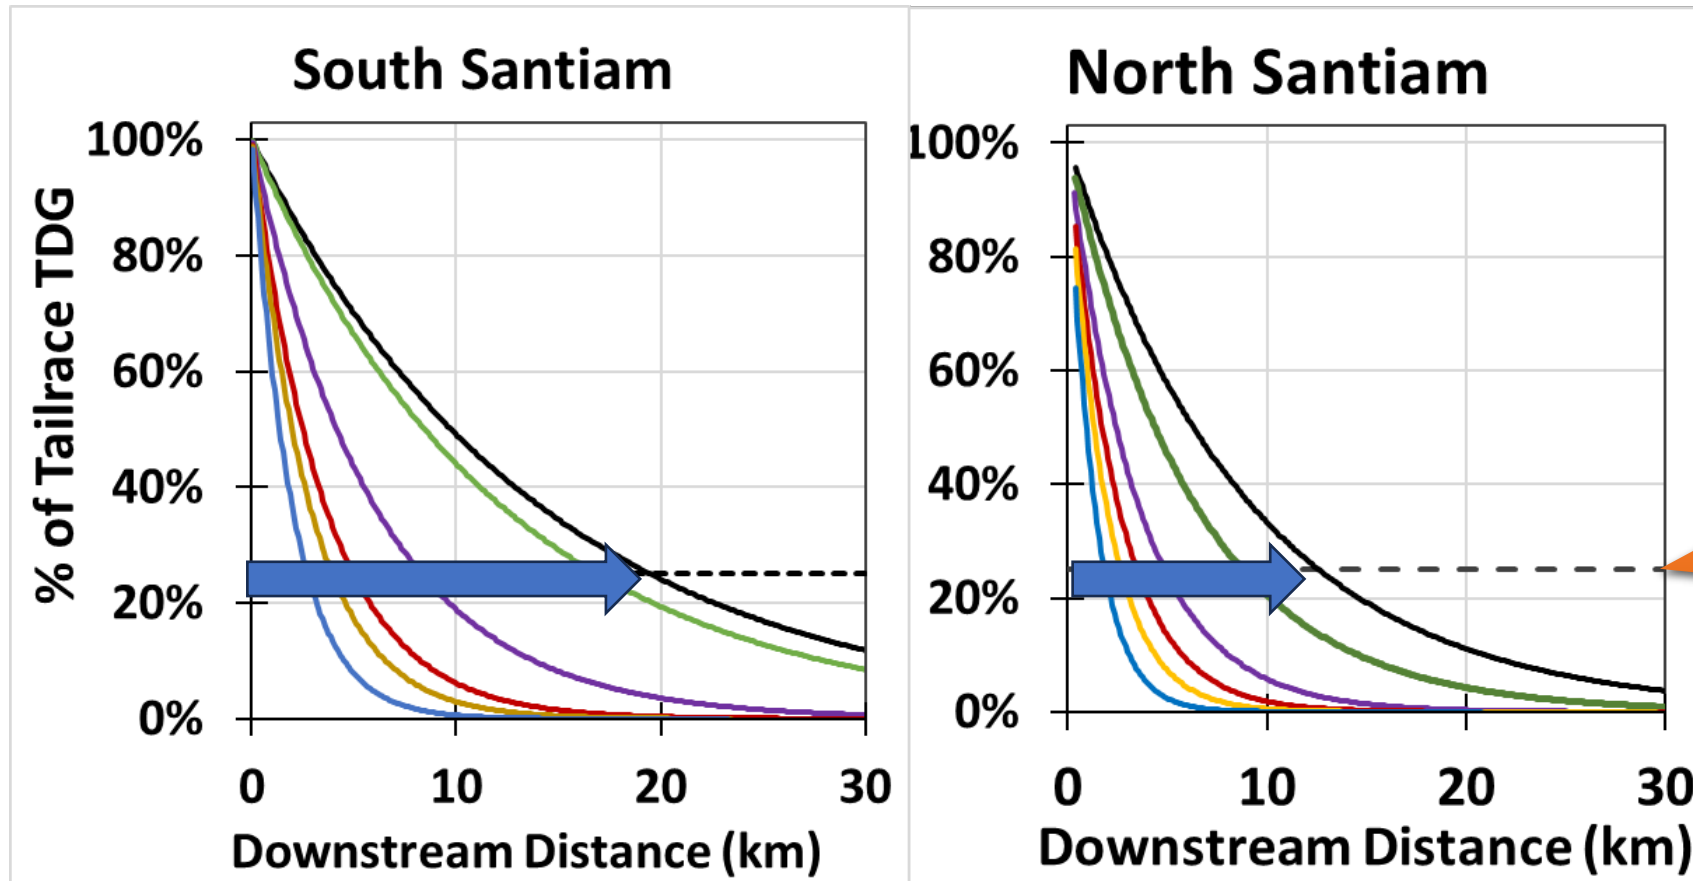 South Santiam
% of Tailrace TDG
100%
80%
60%
40%
20%
0%
0 10 20 30
Downstream Distance (km)
North Santiam
100%
80%
60%
40%
20%
0%
0 10 20 30
Downstream Distance (km)